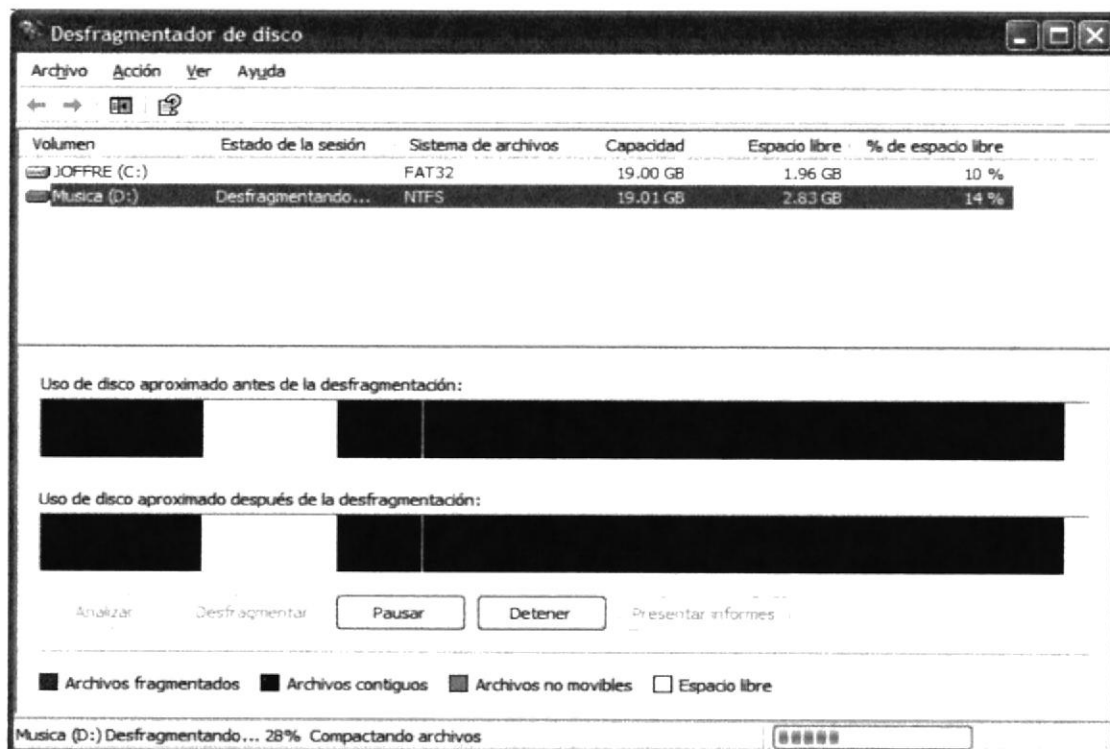 Desfragmentador de disco
Archivo Acción Ver Ayuda
Volumen Estado de la sesión Sistema de archivos Capacidad Espacio libre % de espacio libre
JOFFRE (C:) FAT32 19.00 GB 1.96 GB 10 %
Musica (D:) Desfragmentando... NTFS 19.01 GB 2.83 GB 14 %
Uso de disco aproximado antes de la desfragmentación:
Uso de disco aproximado después de la desfragmentación:
Analizar Desfragmentar Pausar Detener Presentar informes
Archivos fragmentados Archivos contiguos Archivos no movibles Espacio libre
Musica (D:) Desfragmentando... 28% Compactando archivos